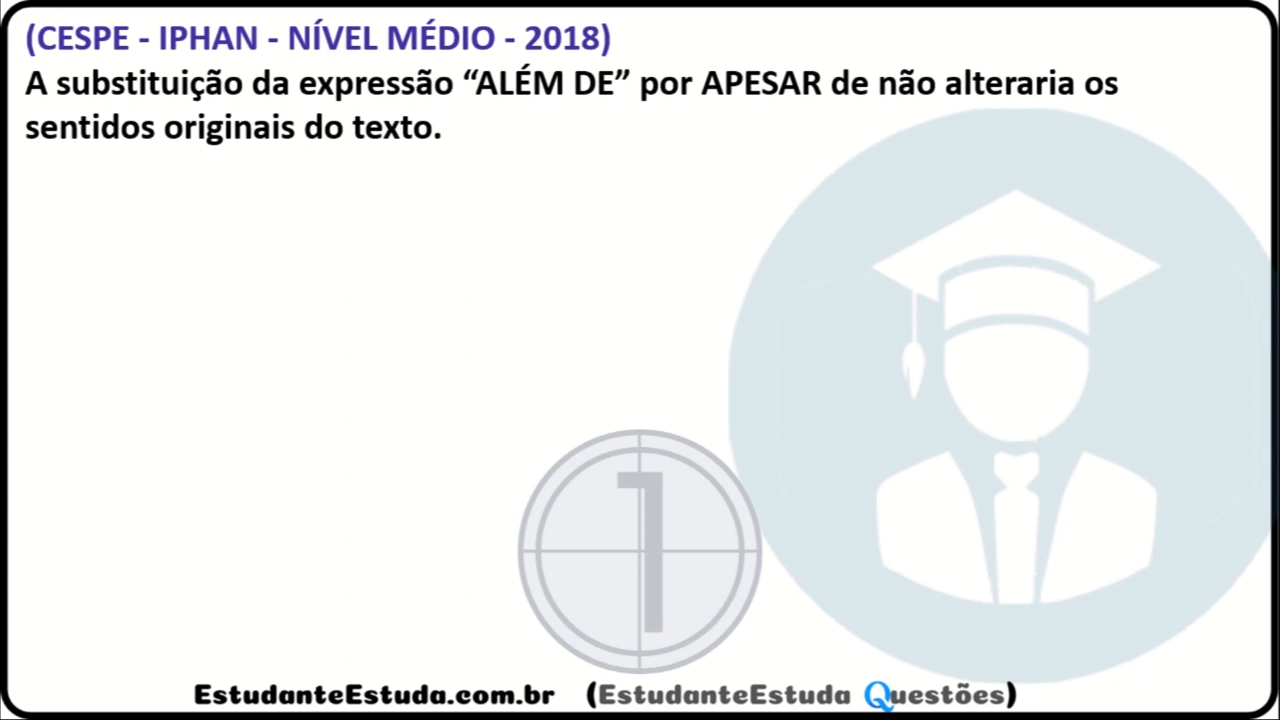 (CESPE - IPHAN - NÍVEL MÉDIO - 2018)
A substituição da expressão “ALÉM DE” por APESAR de não alteraria os
sentidos originais do texto.
1
EstudanteEstuda.com.br (EstudanteEstuda Questões)